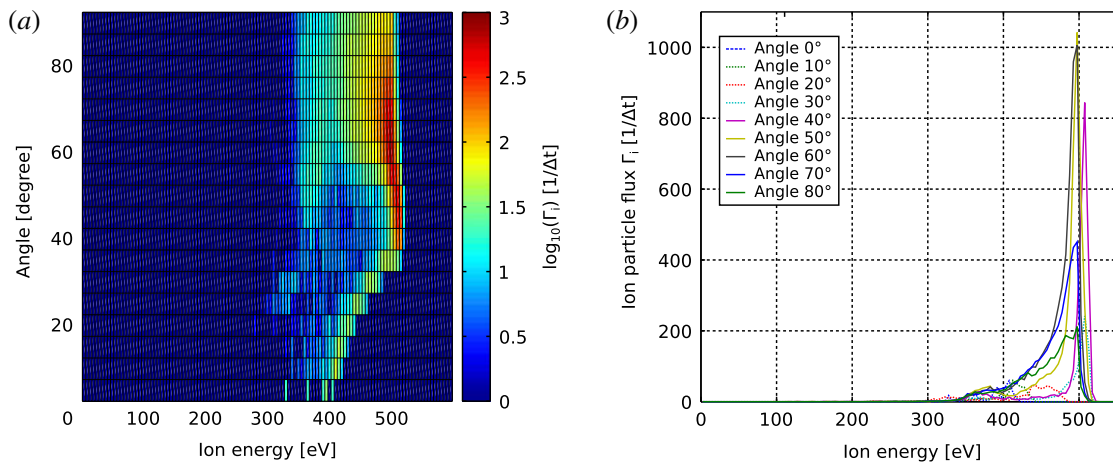 (a)
Angle [degree]
80
60
40
20
0
100
200
300
400
500
Ion energy [eV]
3
2.5
2
1.5
1
0.5
0
log₁₀(Γᵢ) [1/Δt]
(b)
Ion particle flux Γᵢ [1/Δt]
1000
800
600
400
200
0
Angle 0°
Angle 10°
Angle 20°
Angle 30°
Angle 40°
Angle 50°
Angle 60°
Angle 70°
Angle 80°
0
100
200
300
400
500
Ion energy [eV]